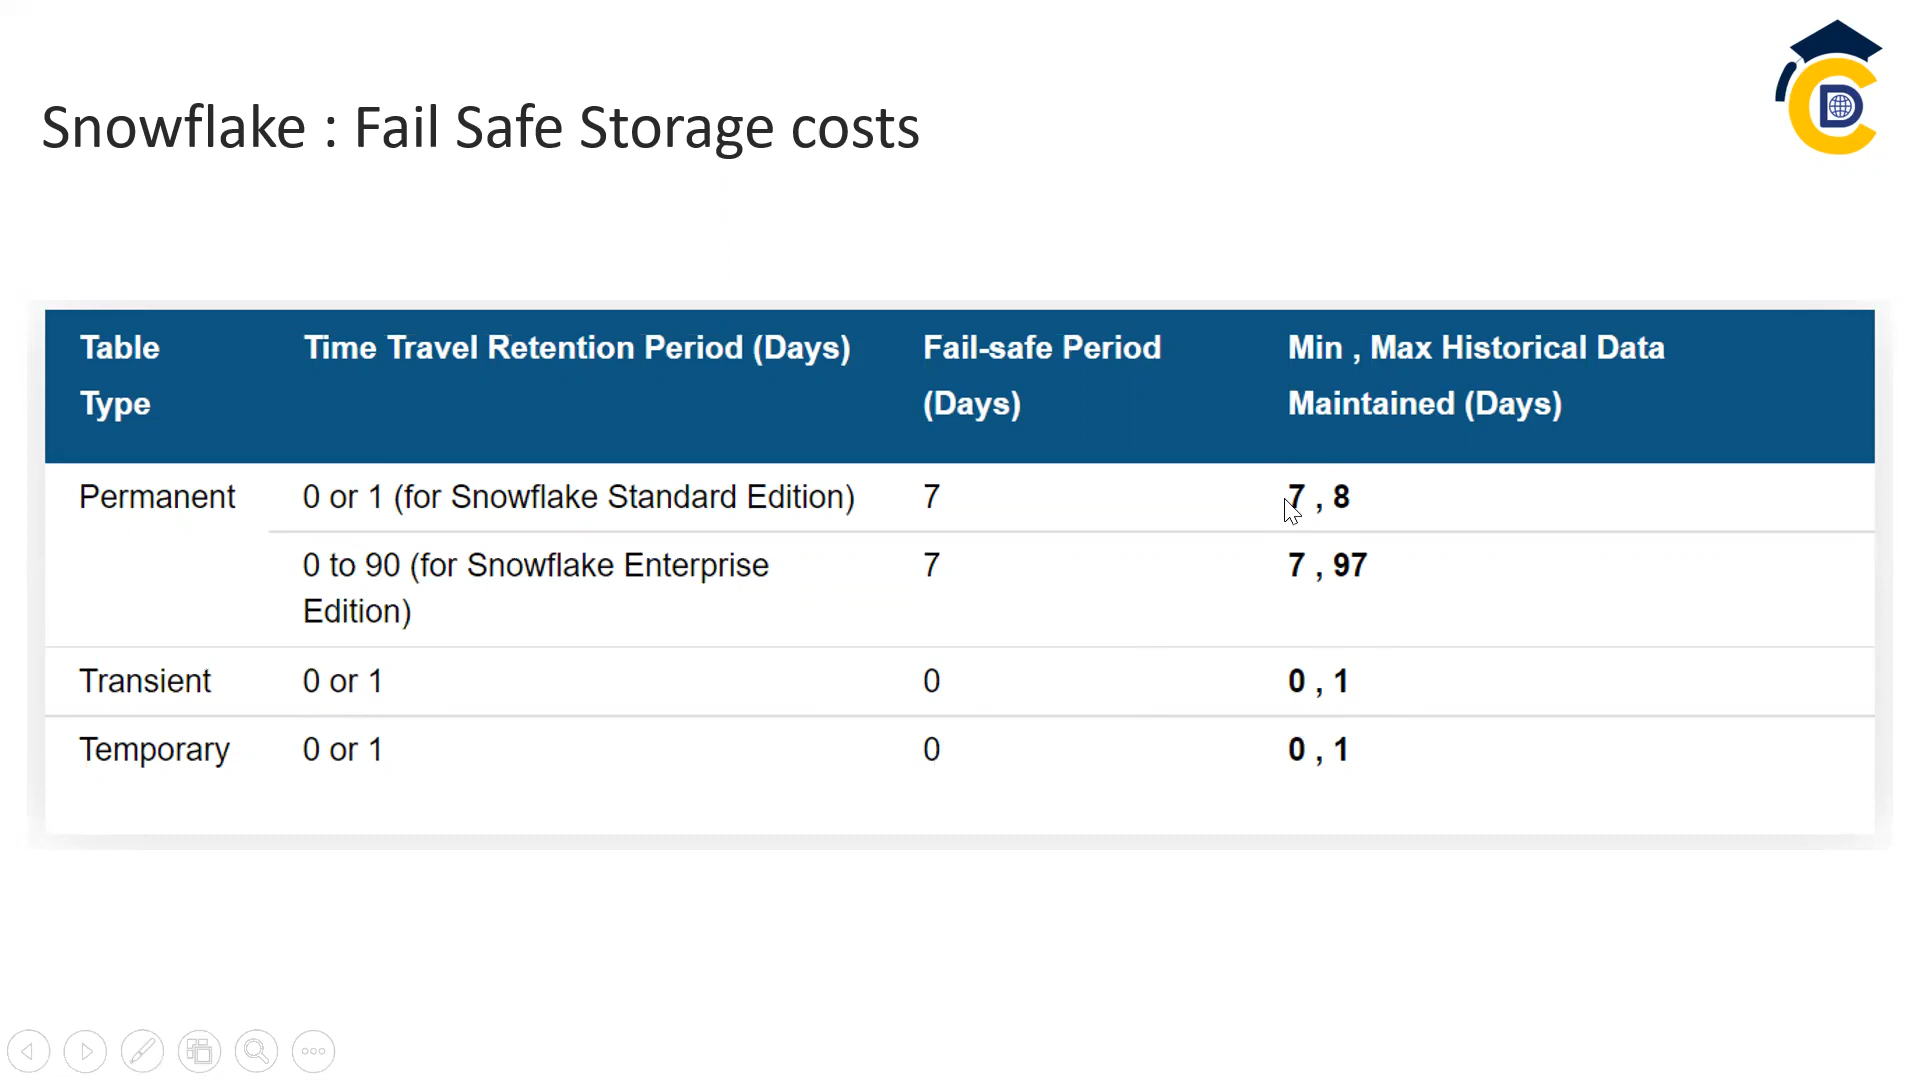 Snowflake : Fail Safe Storage costs
Table Type
Time Travel Retention Period (Days)
Fail-safe Period (Days)
Min , Max Historical Data Maintained (Days)
Permanent
0 or 1 (for Snowflake Standard Edition)
7
7 , 8
0 to 90 (for Snowflake Enterprise Edition)
7
7 , 97
Transient
0 or 1
0
0 , 1
Temporary
0 or 1
0
0 , 1
C
D